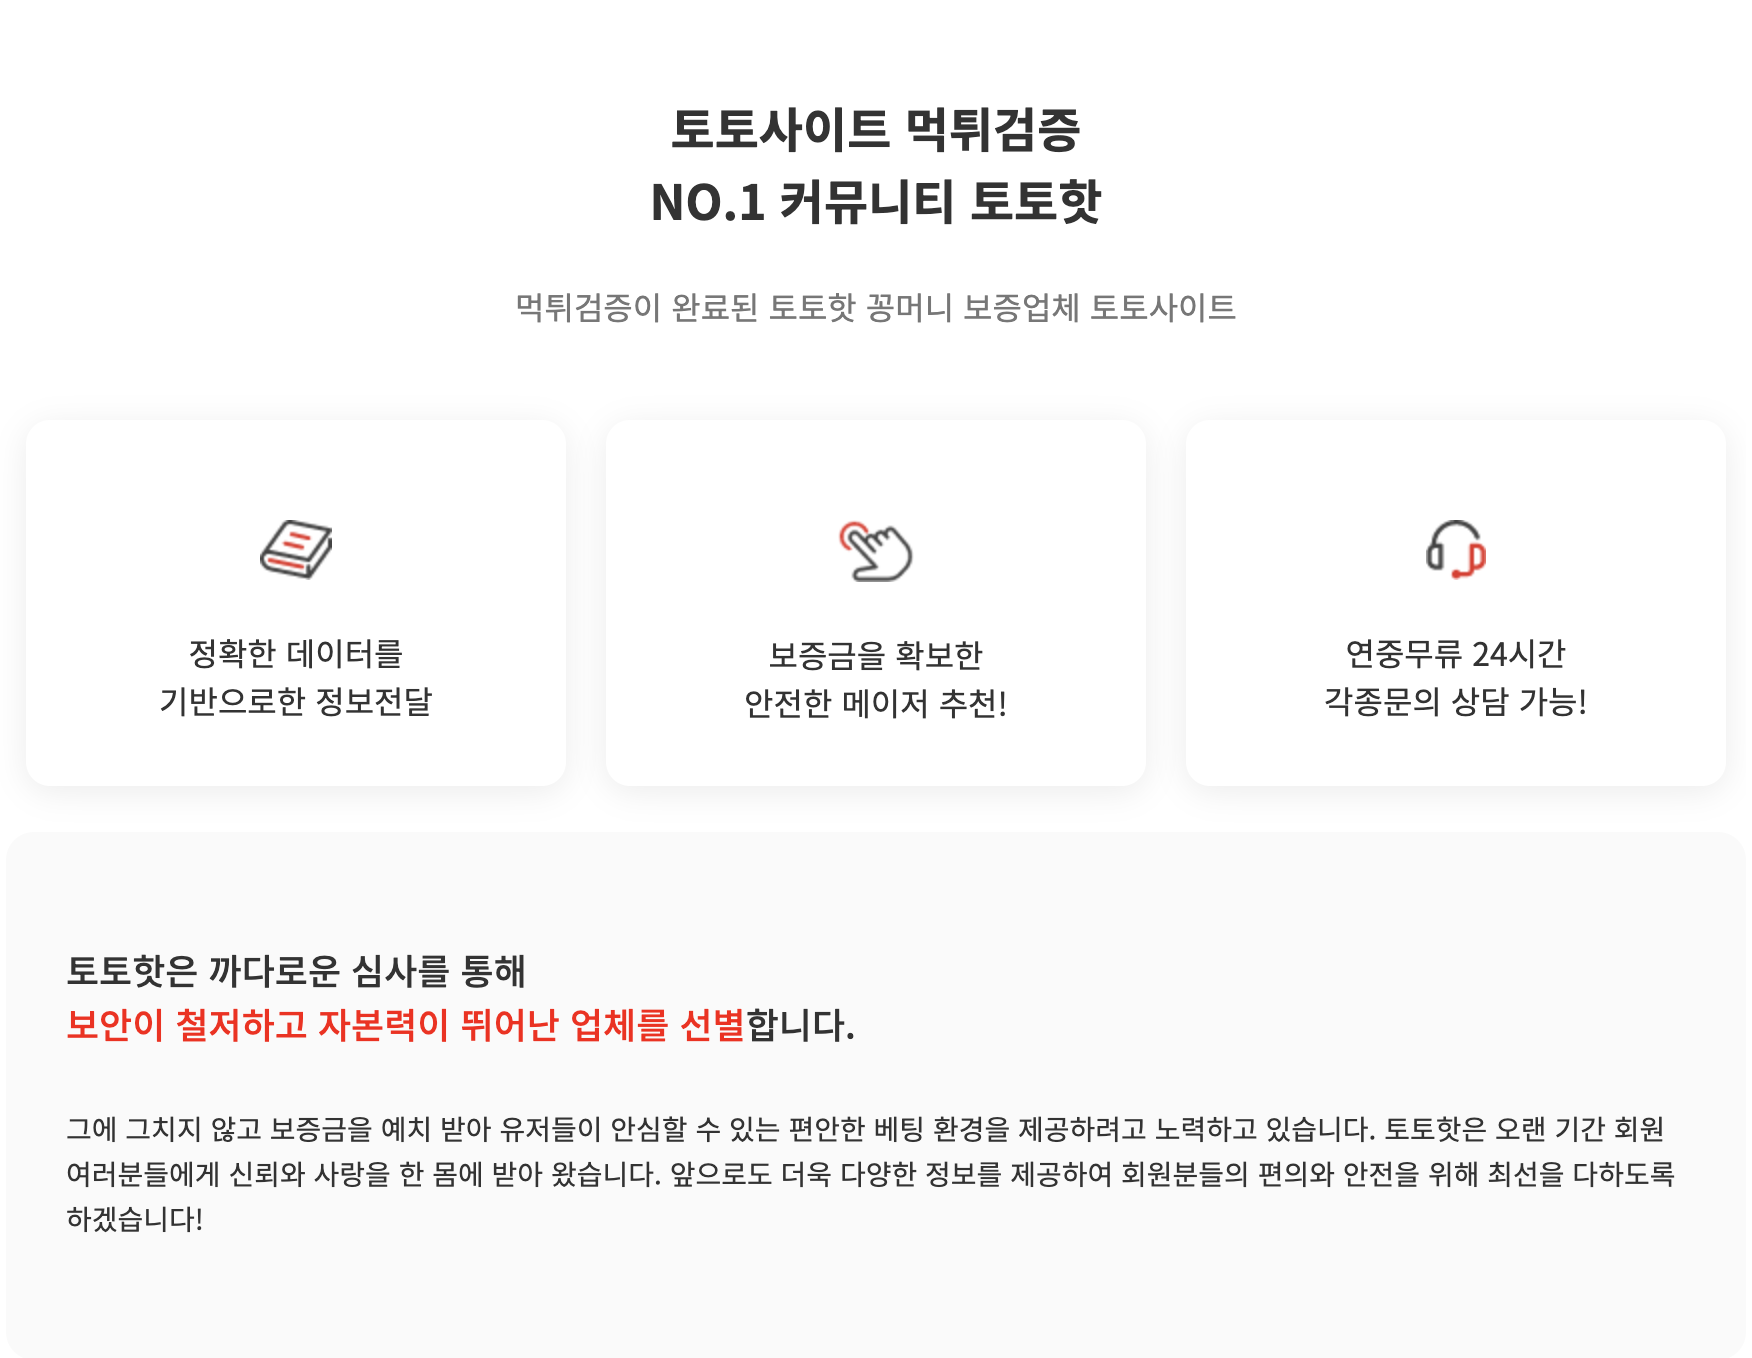 토토사이트 먹튀검증
NO.1 커뮤니티 토토핫
먹튀검증이 완료된 토토핫 꽁머니 보증업체 토토사이트
정확한 데이터를
기반으로한 정보전달
보증금을 확보한
안전한 메이저 추천!
연중무류 24시간
각종문의 상담 가능!
토토핫은 까다로운 심사를 통해
보안이 철저하고 자본력이 뛰어난 업체를 선별합니다.
그에 그치지 않고 보증금을 예치 받아 유저들이 안심할 수 있는 편안한 베팅 환경을 제공하려고 노력하고 있습니다. 토토핫은 오랜 기간 회원
여러분들에게 신뢰와 사랑을 한 몸에 받아 왔습니다. 앞으로도 더욱 다양한 정보를 제공하여 회원분들의 편의와 안전을 위해 최선을 다하도록
하겠습니다!